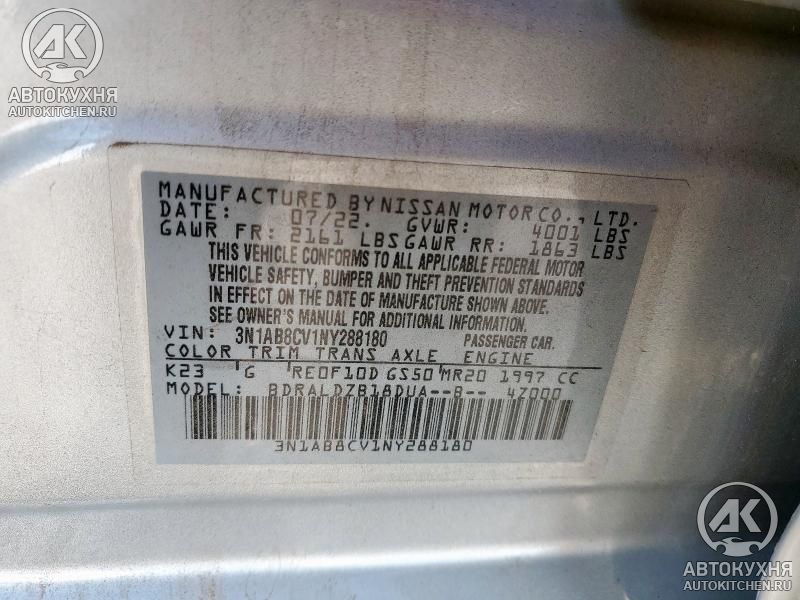 АК
АВТОКУХНЯ
AUTOKITCHEN.RU
MANUFACTURED BY NISSAN MOTOR CO., LTD.
DATE: 07/22. GVWR: 4001 LBS
GAWR FR: 2161 LBS GAWR RR: 1863 LBS
THIS VEHICLE CONFORMS TO ALL APPLICABLE FEDERAL MOTOR
VEHICLE SAFETY, BUMPER AND THEFT PREVENTION STANDARDS
IN EFFECT ON THE DATE OF MANUFACTURE SHOWN ABOVE.
SEE OWNER'S MANUAL FOR ADDITIONAL INFORMATION.
VIN: 3N1AB8CV1NY288180 PASSENGER CAR.
COLOR TRIM TRANS AXLE ENGINE
K23 G RE0F10D GS50 MR20 1997 CC
MODEL: BDRALDZB18DUA--B-- 4Z000
3N1AB8CV1NY288180
АК
АВТОКУХНЯ
AUTOKITCHEN.RU